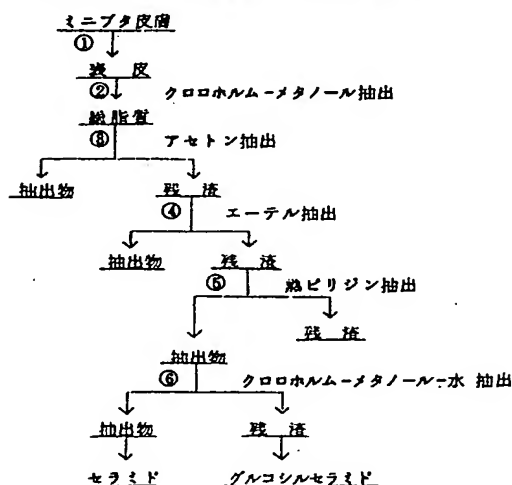 ミニブタ皮膚
①
表 皮
② クロロホルム-メタノール抽出
総脂質
③ アセトン抽出
抽出物 残 渣
④ エーテル抽出
抽出物 残 渣
⑤ 熱ピリジン抽出
残 渣
抽出物
⑥ クロロホルム-メタノール-水 抽出
抽出物 残 渣
セラミド グルコシルセラミド